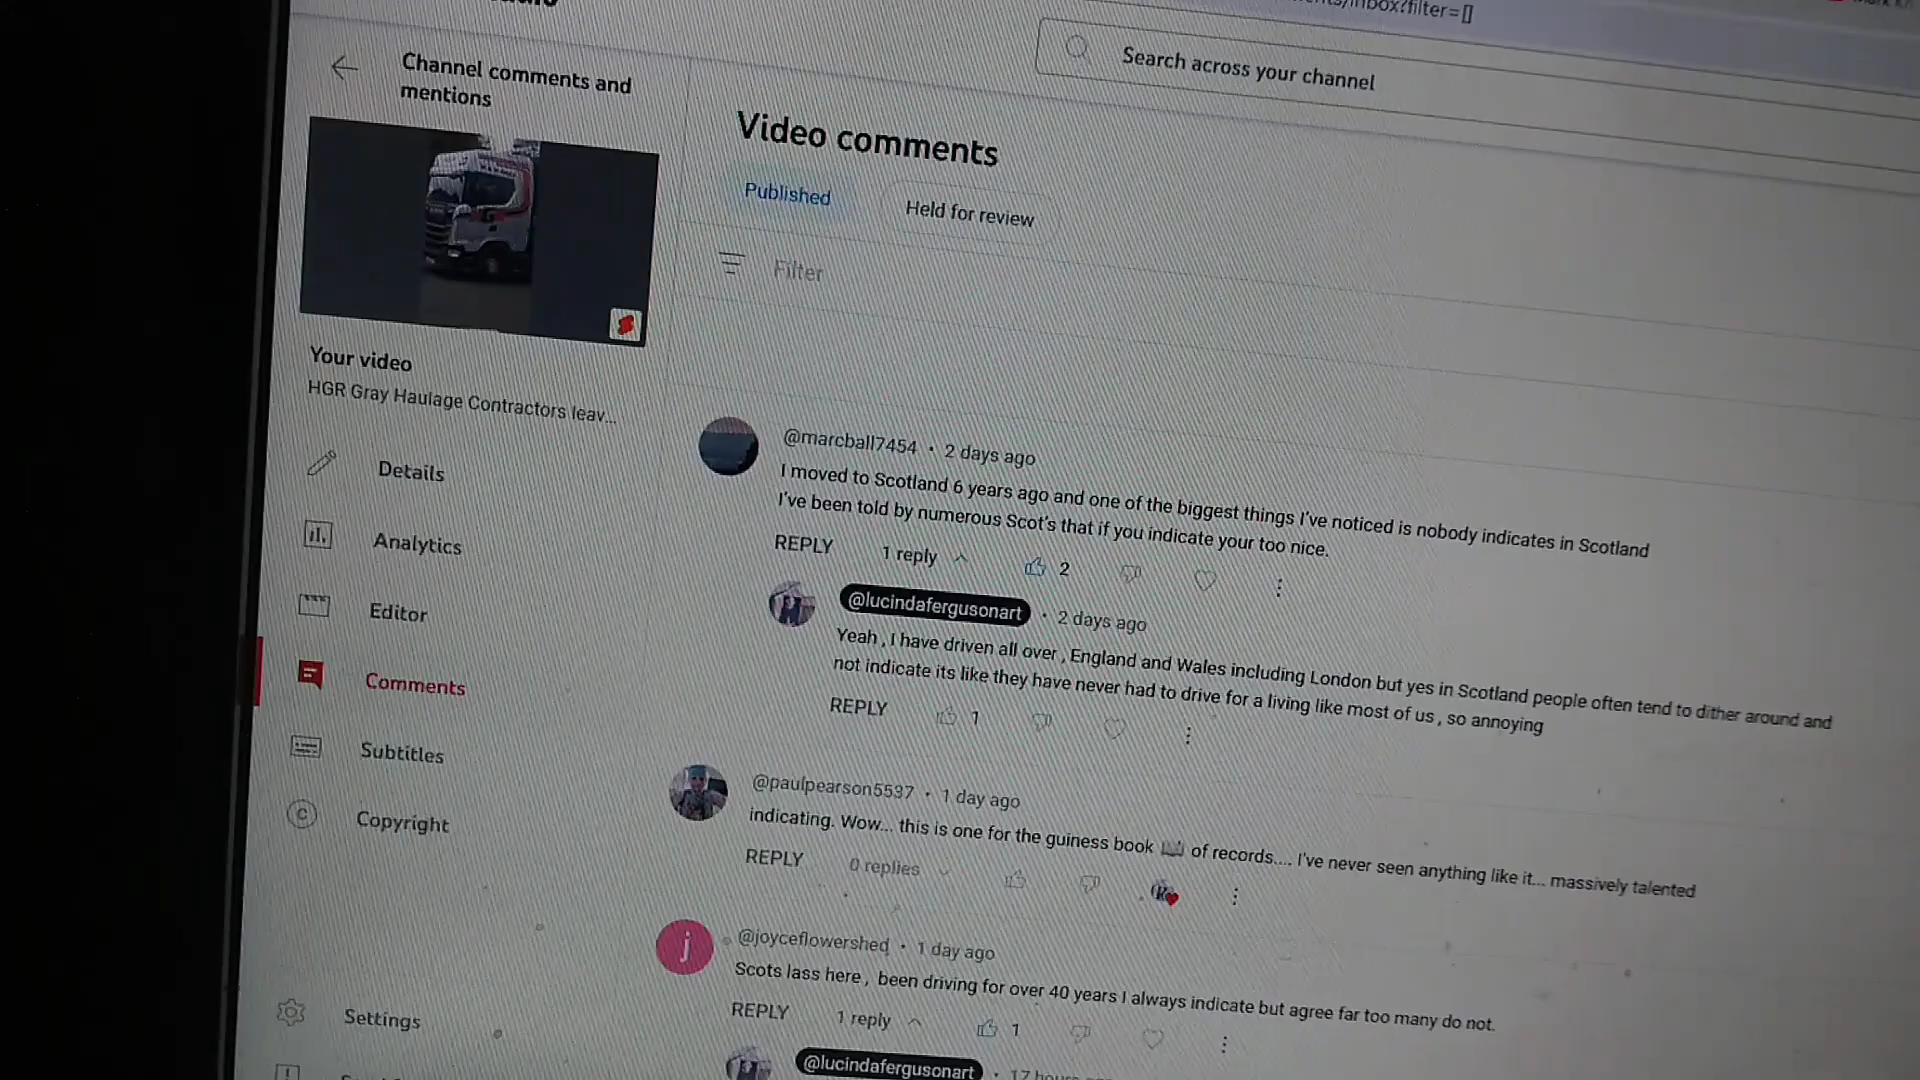 Search across your channel
Channel comments and
mentions
Video comments
Published
Held for review
Filter
Your video
HGR Gray Haulage Contractors leav...
Details
Analytics
Editor
Comments
Subtitles
Copyright
Settings
@marcball7454 · 2 days ago
I moved to Scotland 6 years ago and one of the biggest things I've noticed is nobody indicates in Scotland
I've been told by numerous Scot's that if you indicate your too nice.
REPLY 1 reply 2
@lucindafergusonart · 2 days ago
Yeah , I have driven all over , England and Wales including London but yes in Scotland people often tend to dither around and
not indicate its like they have never had to drive for a living like most of us , so annoying
REPLY 1
@paulpearson5537 · 1 day ago
indicating. Wow... this is one for the guiness book 📖 of records.... I've never seen anything like it... massively talented
REPLY 0 replies
j
@joyceflowershed · 1 day ago
Scots lass here , been driving for over 40 years I always indicate but agree far too many do not.
REPLY 1 reply 1
@lucindafergusonart · 17 hours